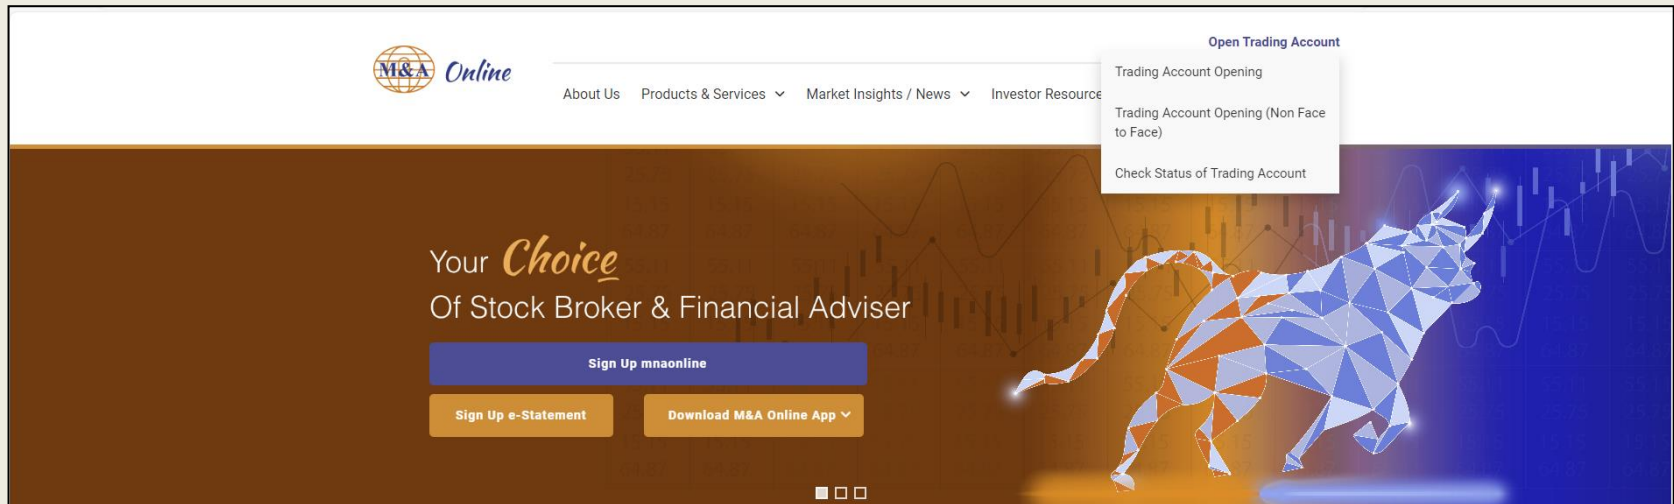 M&A Online
Open Trading Account
Trading Account Opening
Trading Account Opening (Non Face
to Face)
Check Status of Trading Account
About Us Products & Services Market Insights / News Investor Resource
Your Choice
Of Stock Broker & Financial Adviser
Sign Up mnaonline
Sign Up e-Statement Download M&A Online App